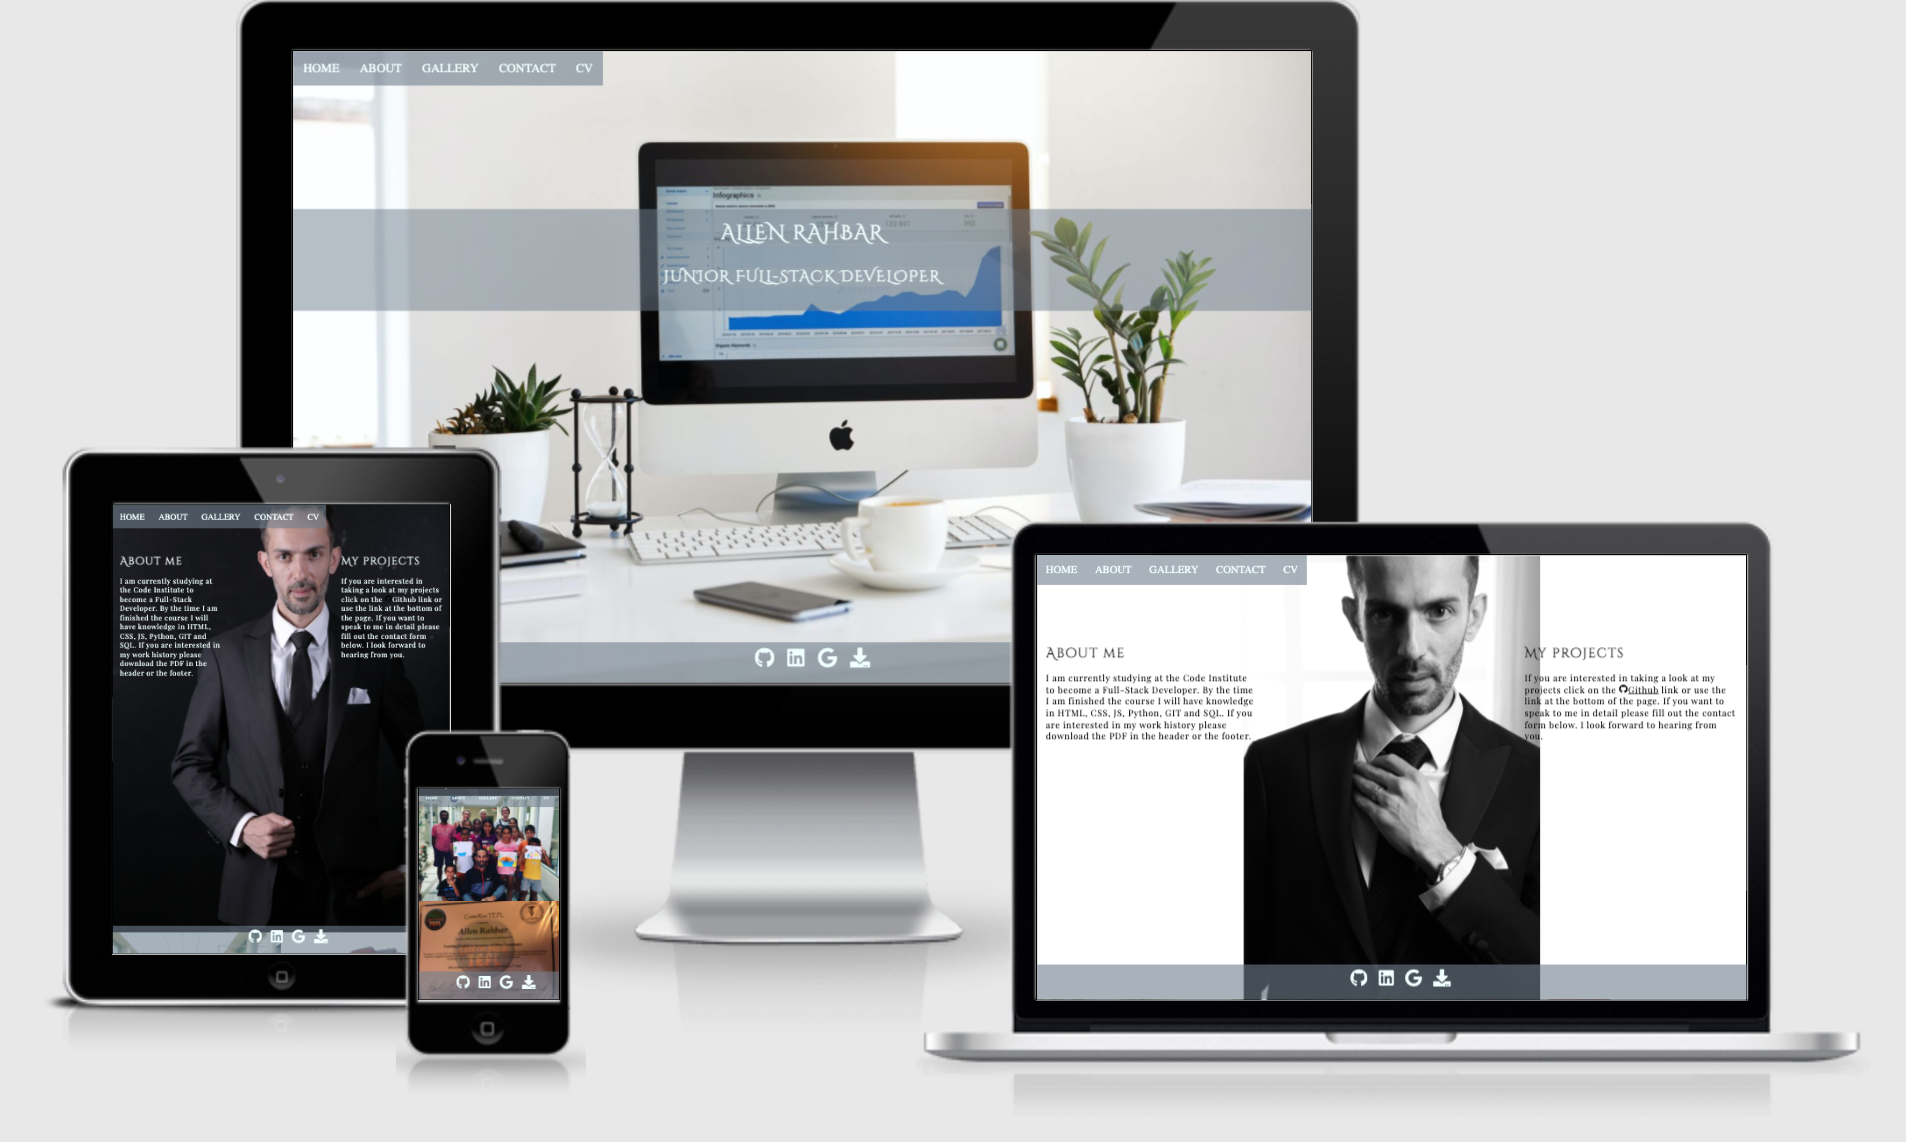 HOME ABOUT GALLERY CONTACT CV
Infographics
ALLEN RAHBAR
JUNIOR FULL-STACK DEVELOPER
Organic Keywords
HOME ABOUT GALLERY CONTACT CV
ABOUT ME
I am currently studying at
the Code Institute to
become a Full-Stack
Developer. By the time I am
finished the course I will
have knowledge in HTML,
CSS, JS, Python, GIT and
SQL. If you are interested in
my work history please
download the PDF in the
header or the footer.
MY PROJECTS
If you are interested in
taking a look at my projects
click on the Github link or
use the link at the bottom of
the page. If you want to
speak to me in detail please
fill out the contact form
below. I look forward to
hearing from you.
HOME ABOUT GALLERY CONTACT CV
Allen Rahbar
HOME ABOUT GALLERY CONTACT CV
ABOUT ME
I am currently studying at the Code Institute
to become a Full-Stack Developer. By the time
I am finished the course I will have knowledge
in HTML, CSS, JS, Python, GIT and SQL. If you
are interested in my work history please
download the PDF in the header or the footer.
MY PROJECTS
If you are interested in taking a look at my
projects click on the Github link or use the
link at the bottom of the page. If you want to
speak to me in detail please fill out the contact
form below. I look forward to hearing from
you.